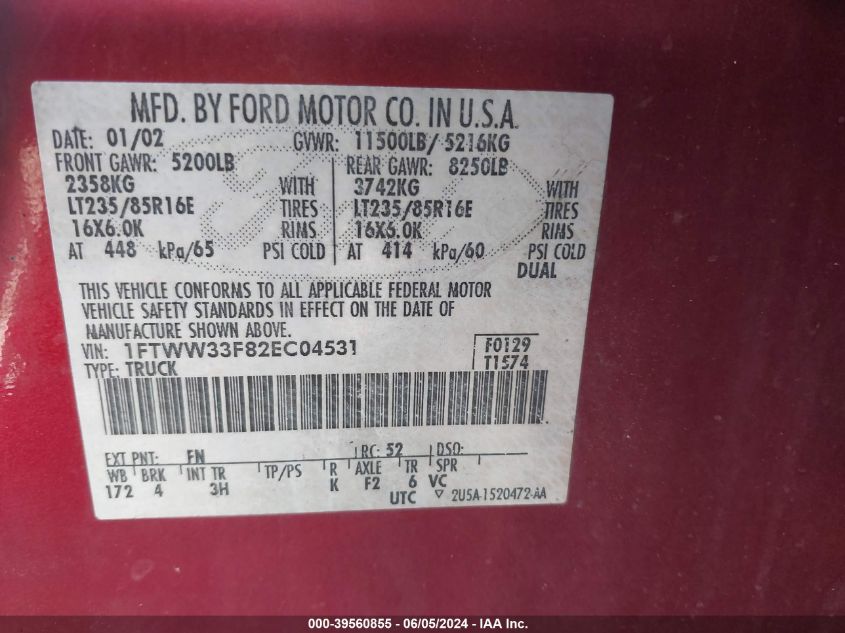 MFD. BY FORD MOTOR CO. IN U.S.A.
DATE: 01/02 GVWR: 11500LB/ 5216KG
FRONT GAWR: 5200LB REAR GAWR: 8250LB
2358KG WITH 3742KG WITH
LT235/85R16E TIRES LT235/85R16E TIRES
16X6.0K RIMS 16X6.0K RIMS
AT 448 kPa/65 PSI COLD AT 414 kPa/60 PSI COLD
DUAL
THIS VEHICLE CONFORMS TO ALL APPLICABLE FEDERAL MOTOR
VEHICLE SAFETY STANDARDS IN EFFECT ON THE DATE OF
MANUFACTURE SHOWN ABOVE.
VIN: 1FTWW33F82EC04531 F0129
TYPE: TRUCK T1574
EXT PNT: FN RC: 52 DSO:
WB BRK INT TR TP/PS R AXLE TR SPR
172 4 3H K F2 6 VC
UTC ▽ 2U5A-1520472-AA
000-39560855 - 06/05/2024 - IAA Inc.